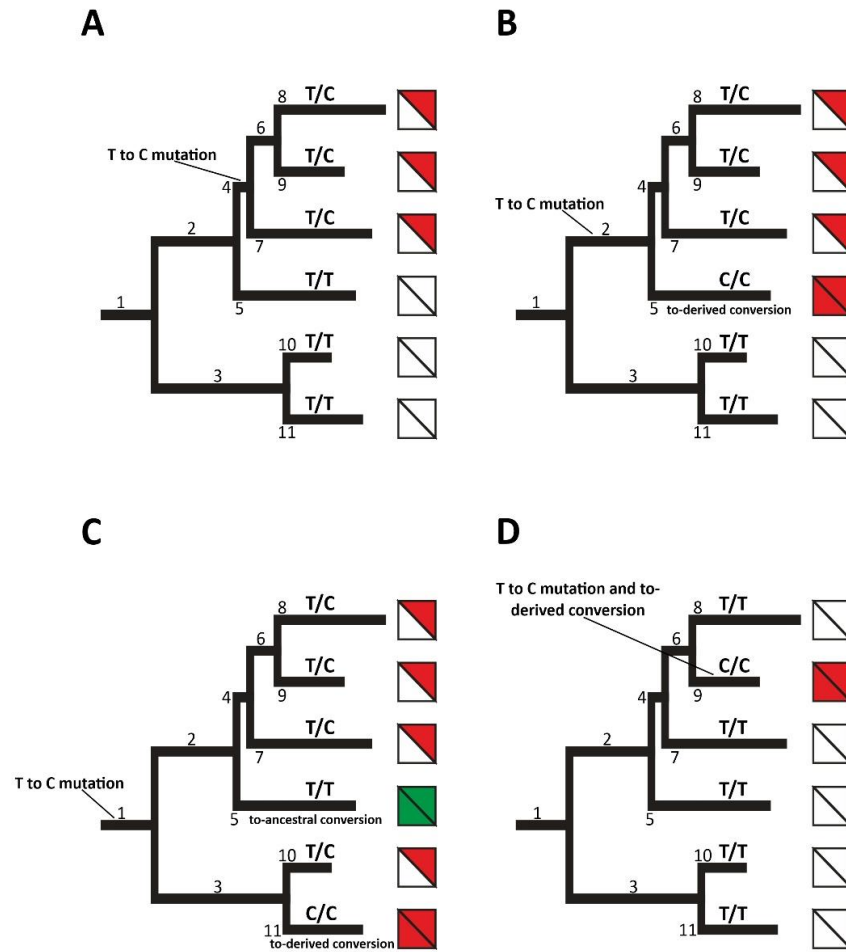 A
8 T/C
6
T to C mutation
T/C
4
9
T/C
2
7
T/T
1
5
10 T/T
3
T/T
11
B
8 T/C
6
T/C
4
9
T to C mutation
T/C
2
7
C/C
1
5 to-derived conversion
10 T/T
3
T/T
11
C
8 T/C
6
T/C
4
9
T/C
2
7
T to C mutation
T/T
1
5 to-ancestral conversion
10 T/C
3
C/C
11
to-derived conversion
D
T to C mutation and to-
derived conversion
8 T/T
6
C/C
4
9
T/T
2
7
T/T
1
5
10 T/T
3
T/T
11